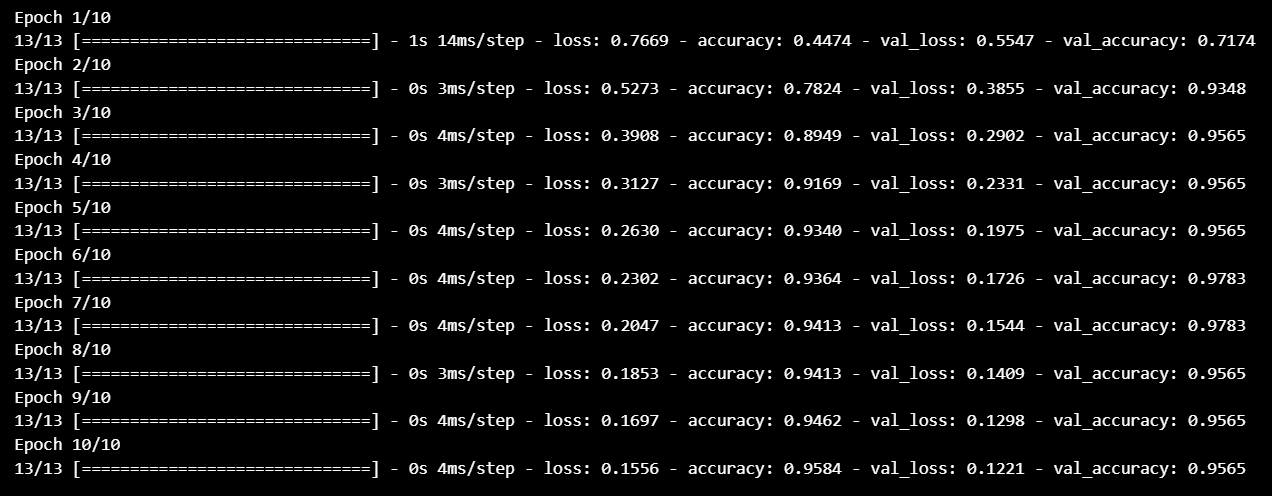 Epoch 1/10
13/13 [==============================] - 1s 14ms/step - loss: 0.7669 - accuracy: 0.4474 - val_loss: 0.5547 - val_accuracy: 0.7174
Epoch 2/10
13/13 [==============================] - 0s 3ms/step - loss: 0.5273 - accuracy: 0.7824 - val_loss: 0.3855 - val_accuracy: 0.9348
Epoch 3/10
13/13 [==============================] - 0s 4ms/step - loss: 0.3908 - accuracy: 0.8949 - val_loss: 0.2902 - val_accuracy: 0.9565
Epoch 4/10
13/13 [==============================] - 0s 3ms/step - loss: 0.3127 - accuracy: 0.9169 - val_loss: 0.2331 - val_accuracy: 0.9565
Epoch 5/10
13/13 [==============================] - 0s 4ms/step - loss: 0.2630 - accuracy: 0.9340 - val_loss: 0.1975 - val_accuracy: 0.9565
Epoch 6/10
13/13 [==============================] - 0s 4ms/step - loss: 0.2302 - accuracy: 0.9364 - val_loss: 0.1726 - val_accuracy: 0.9783
Epoch 7/10
13/13 [==============================] - 0s 4ms/step - loss: 0.2047 - accuracy: 0.9413 - val_loss: 0.1544 - val_accuracy: 0.9783
Epoch 8/10
13/13 [==============================] - 0s 3ms/step - loss: 0.1853 - accuracy: 0.9413 - val_loss: 0.1409 - val_accuracy: 0.9565
Epoch 9/10
13/13 [==============================] - 0s 4ms/step - loss: 0.1697 - accuracy: 0.9462 - val_loss: 0.1298 - val_accuracy: 0.9565
Epoch 10/10
13/13 [==============================] - 0s 4ms/step - loss: 0.1556 - accuracy: 0.9584 - val_loss: 0.1221 - val_accuracy: 0.9565